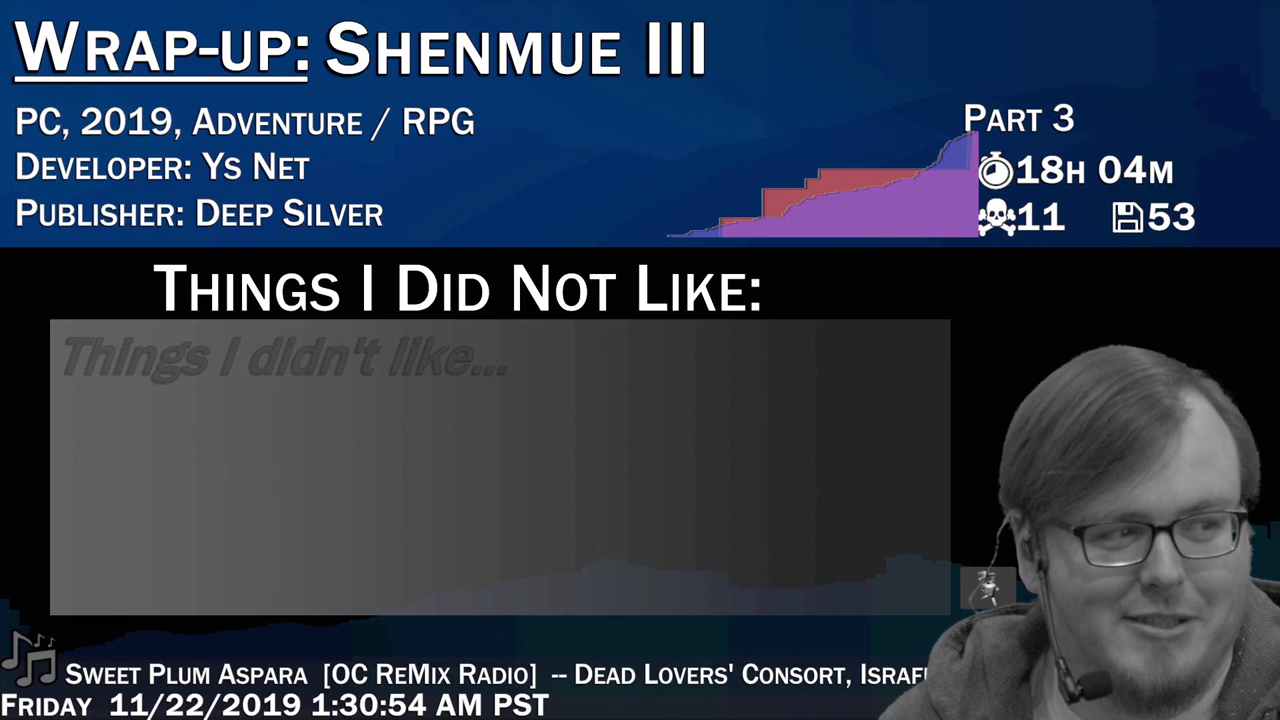 Wrap-up: Shenmue III
PC, 2019, Adventure / RPG
Developer: Ys Net
Publisher: Deep Silver
Part 3
18h 04m
11 53
Things I Did Not Like:
Things I didn't like...
Sweet Plum Aspara [OC ReMix Radio] -- Dead Lovers' Consort, Israf
Friday 11/22/2019 1:30:54 AM PST